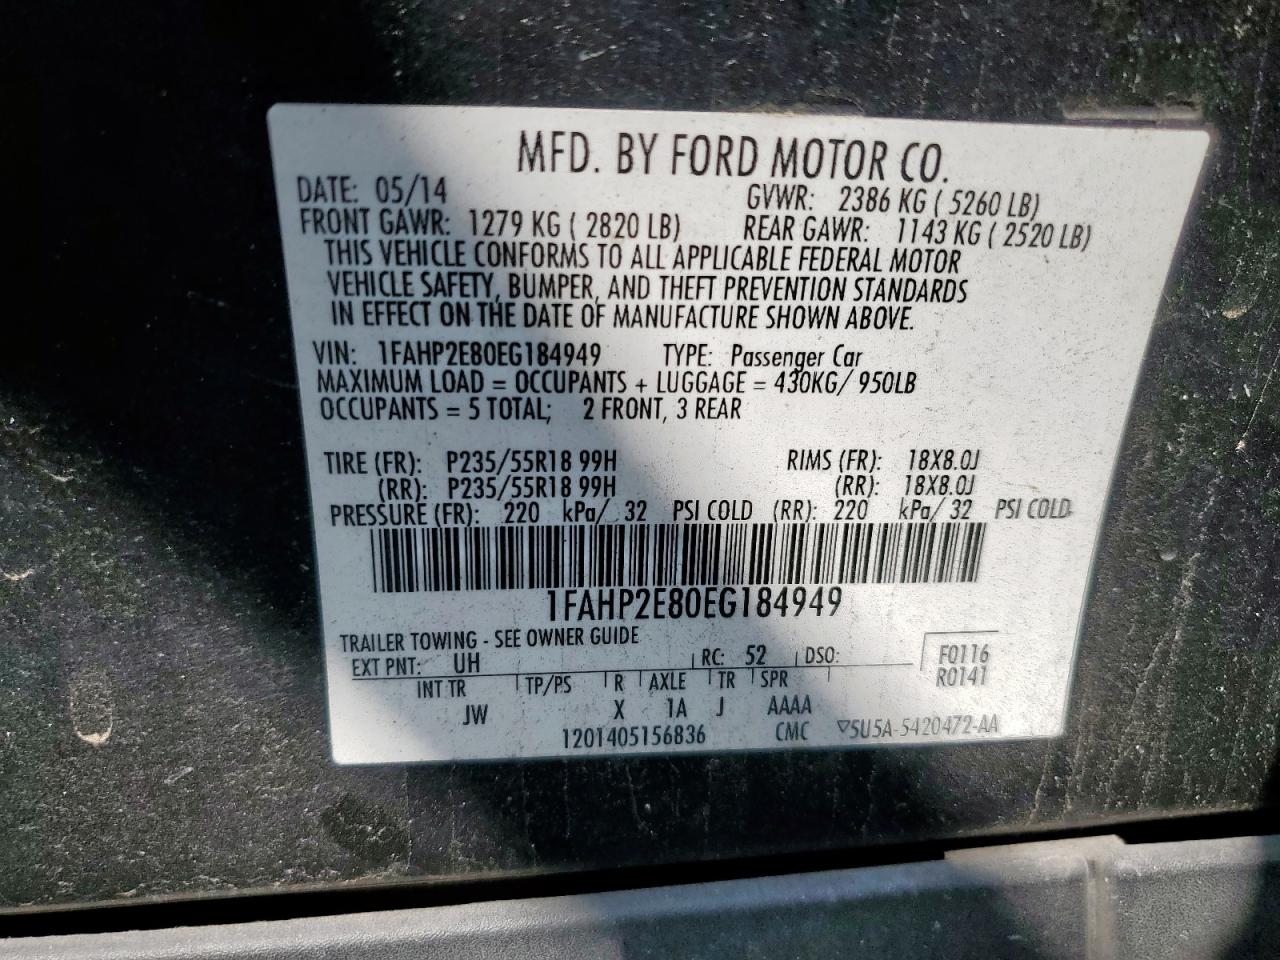 MFD. BY FORD MOTOR CO.
DATE: 05/14 GVWR: 2386 KG ( 5260 LB)
FRONT GAWR: 1279 KG ( 2820 LB) REAR GAWR: 1143 KG ( 2520 LB)
THIS VEHICLE CONFORMS TO ALL APPLICABLE FEDERAL MOTOR
VEHICLE SAFETY, BUMPER, AND THEFT PREVENTION STANDARDS
IN EFFECT ON THE DATE OF MANUFACTURE SHOWN ABOVE.
VIN: 1FAHP2E80EG184949 TYPE: Passenger Car
MAXIMUM LOAD = OCCUPANTS + LUGGAGE = 430KG/ 950LB
OCCUPANTS = 5 TOTAL; 2 FRONT, 3 REAR
TIRE (FR): P235/55R18 99H RIMS (FR): 18X8.0J
(RR): P235/55R18 99H (RR): 18X8.0J
PRESSURE (FR): 220 kPa/ 32 PSI COLD (RR): 220 kPa/ 32 PSI COLD
1FAHP2E80EG184949
TRAILER TOWING - SEE OWNER GUIDE
EXT PNT: UH RC: 52 DSO: F0116
R0141
INT TR TP/PS R AXLE TR SPR
JW X 1A J AAAA
1201405156836 CMC ▽5U5A-5420472-AA